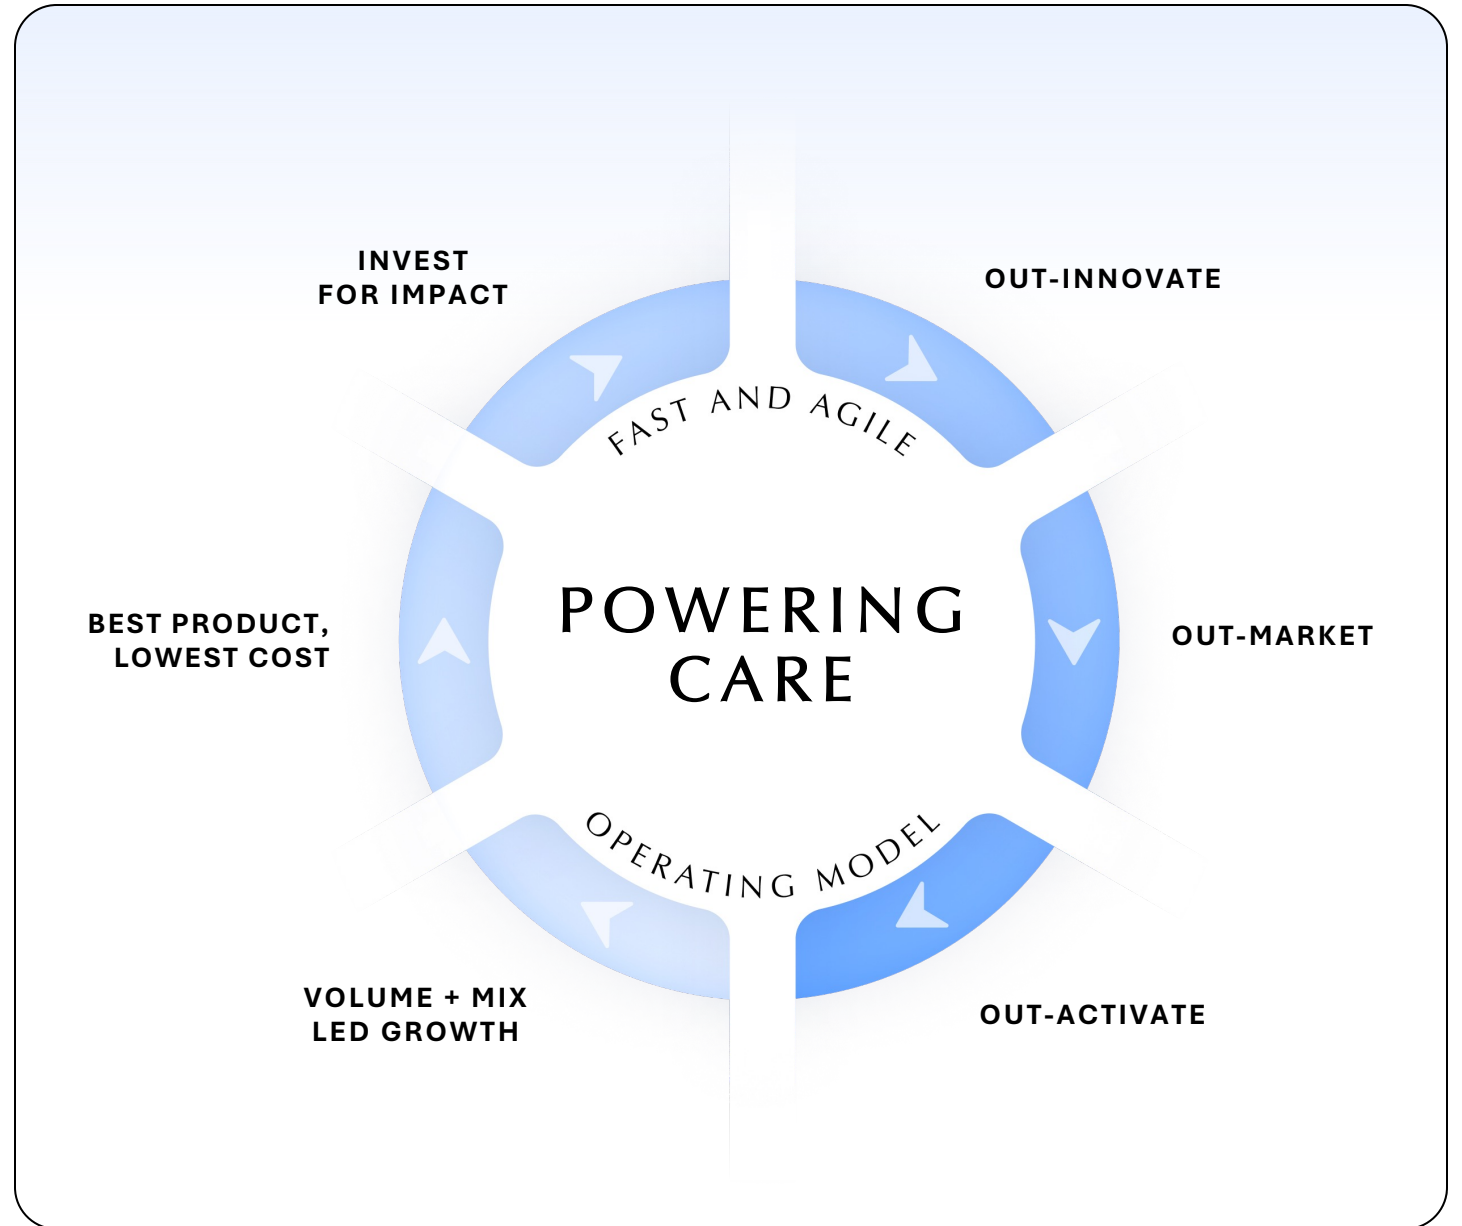 INVEST
FOR IMPACT
OUT-INNOVATE
FAST AND AGILE
POWERING
CARE
BEST PRODUCT,
LOWEST COST
OUT-MARKET
OPERATING MODEL
VOLUME + MIX
LED GROWTH
OUT-ACTIVATE